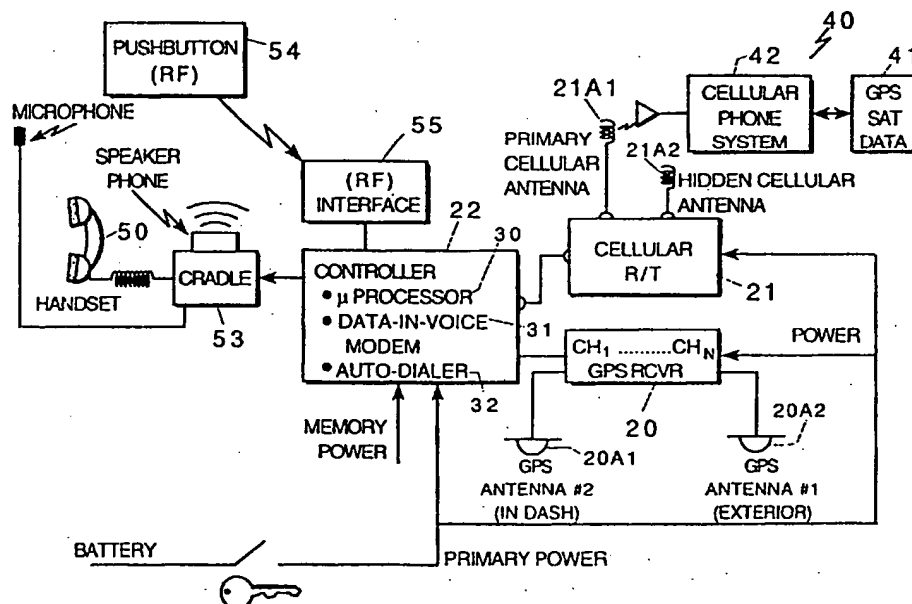 PUSHBUTTON
(RF)
54
40
42
41
MICROPHONE
21A1
CELLULAR
PHONE
SYSTEM
GPS
SAT
DATA
SPEAKER
PHONE
55
PRIMARY
CELLULAR
ANTENNA
21A2
(RF)
INTERFACE
HIDDEN CELLULAR
ANTENNA
50
22
30
CRADLE
CONTROLLER
• µ PROCESSOR
• DATA-IN-VOICE
MODEM
• AUTO-DIALER
31
32
CELLULAR
R/T
21
HANDSET
53
POWER
CH1 ..........CHN
GPS RCVR
20
MEMORY
POWER
20A1
20A2
GPS
ANTENNA #2
(IN DASH)
GPS
ANTENNA #1
(EXTERIOR)
BATTERY
PRIMARY POWER